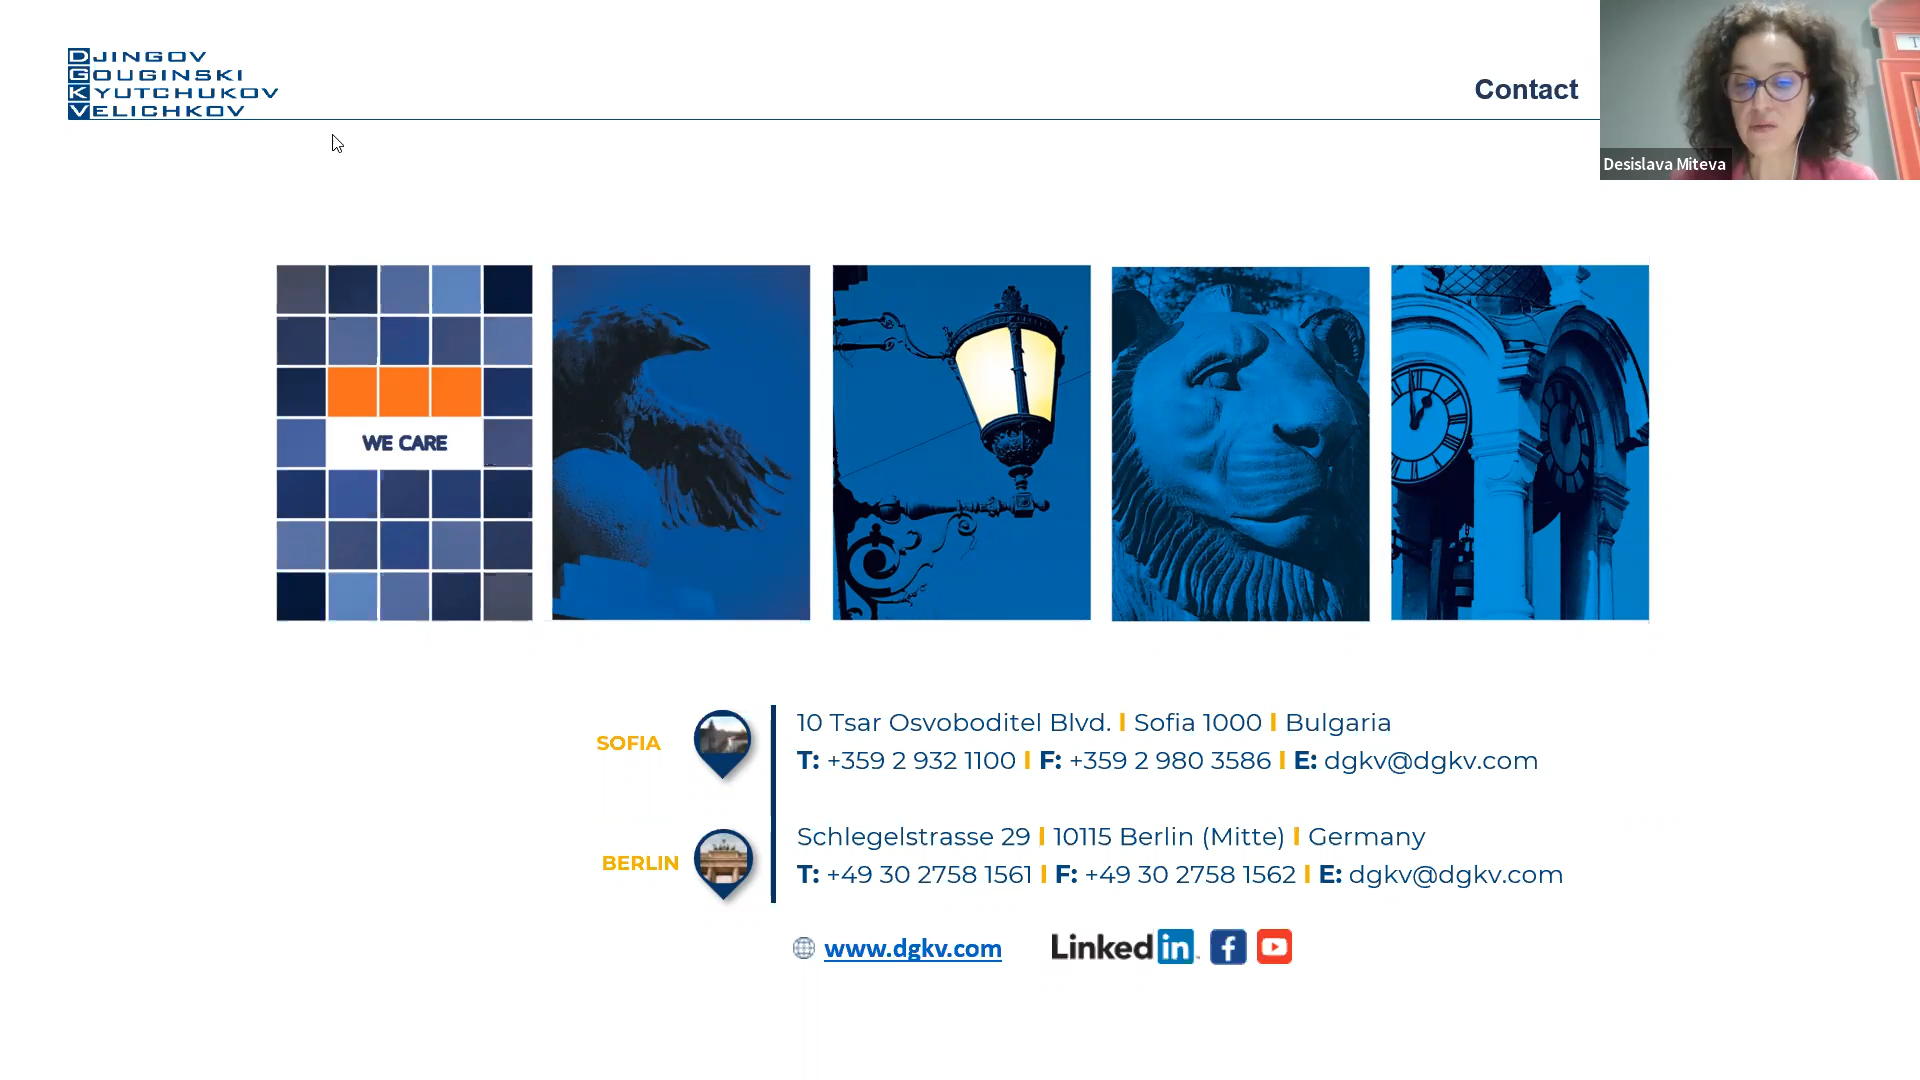 DJINGOV
GOUGINSKI
KYUTCHUKOV
VELICHKOV
Contact
Desislava Miteva
WE CARE
SOFIA
10 Tsar Osvoboditel Blvd. I Sofia 1000 I Bulgaria
T: +359 2 932 1100 I F: +359 2 980 3586 I E: dgkv@dgkv.com
BERLIN
Schlegelstrasse 29 I 10115 Berlin (Mitte) I Germany
T: +49 30 2758 1561 I F: +49 30 2758 1562 I E: dgkv@dgkv.com
www.dgkv.com
Linked in f